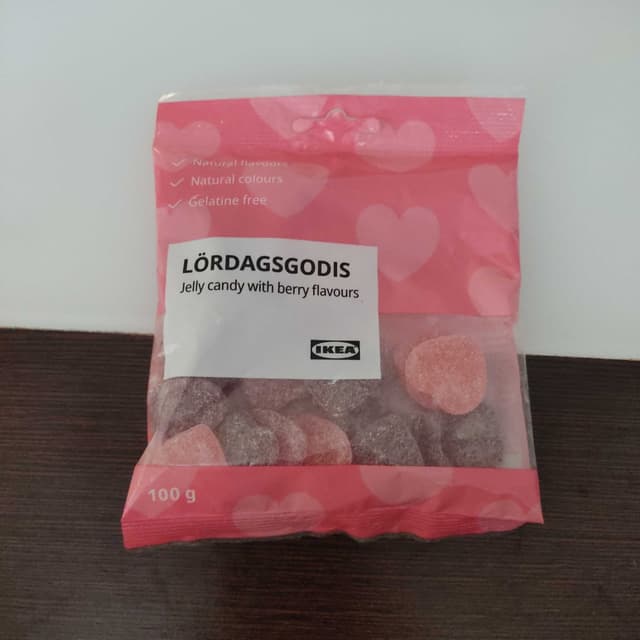 Natural flavours
Natural colours
Gelatine free
LÖRDAGSGODIS
Jelly candy with berry flavours
IKEA
100 g